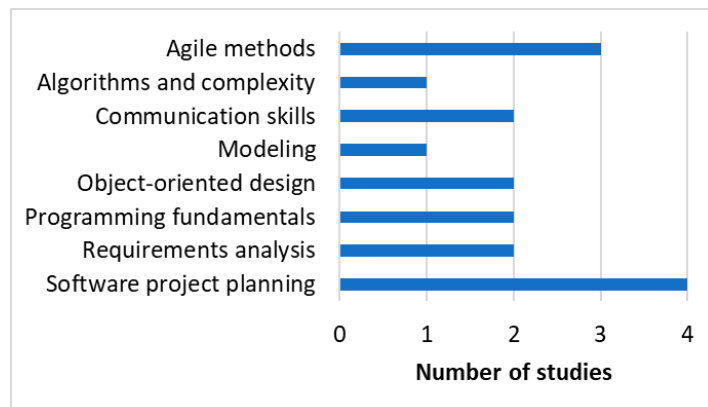 Agile methods
Algorithms and complexity
Communication skills
Modeling
Object-oriented design
Programming fundamentals
Requirements analysis
Software project planning
0 1 2 3 4
Number of studies